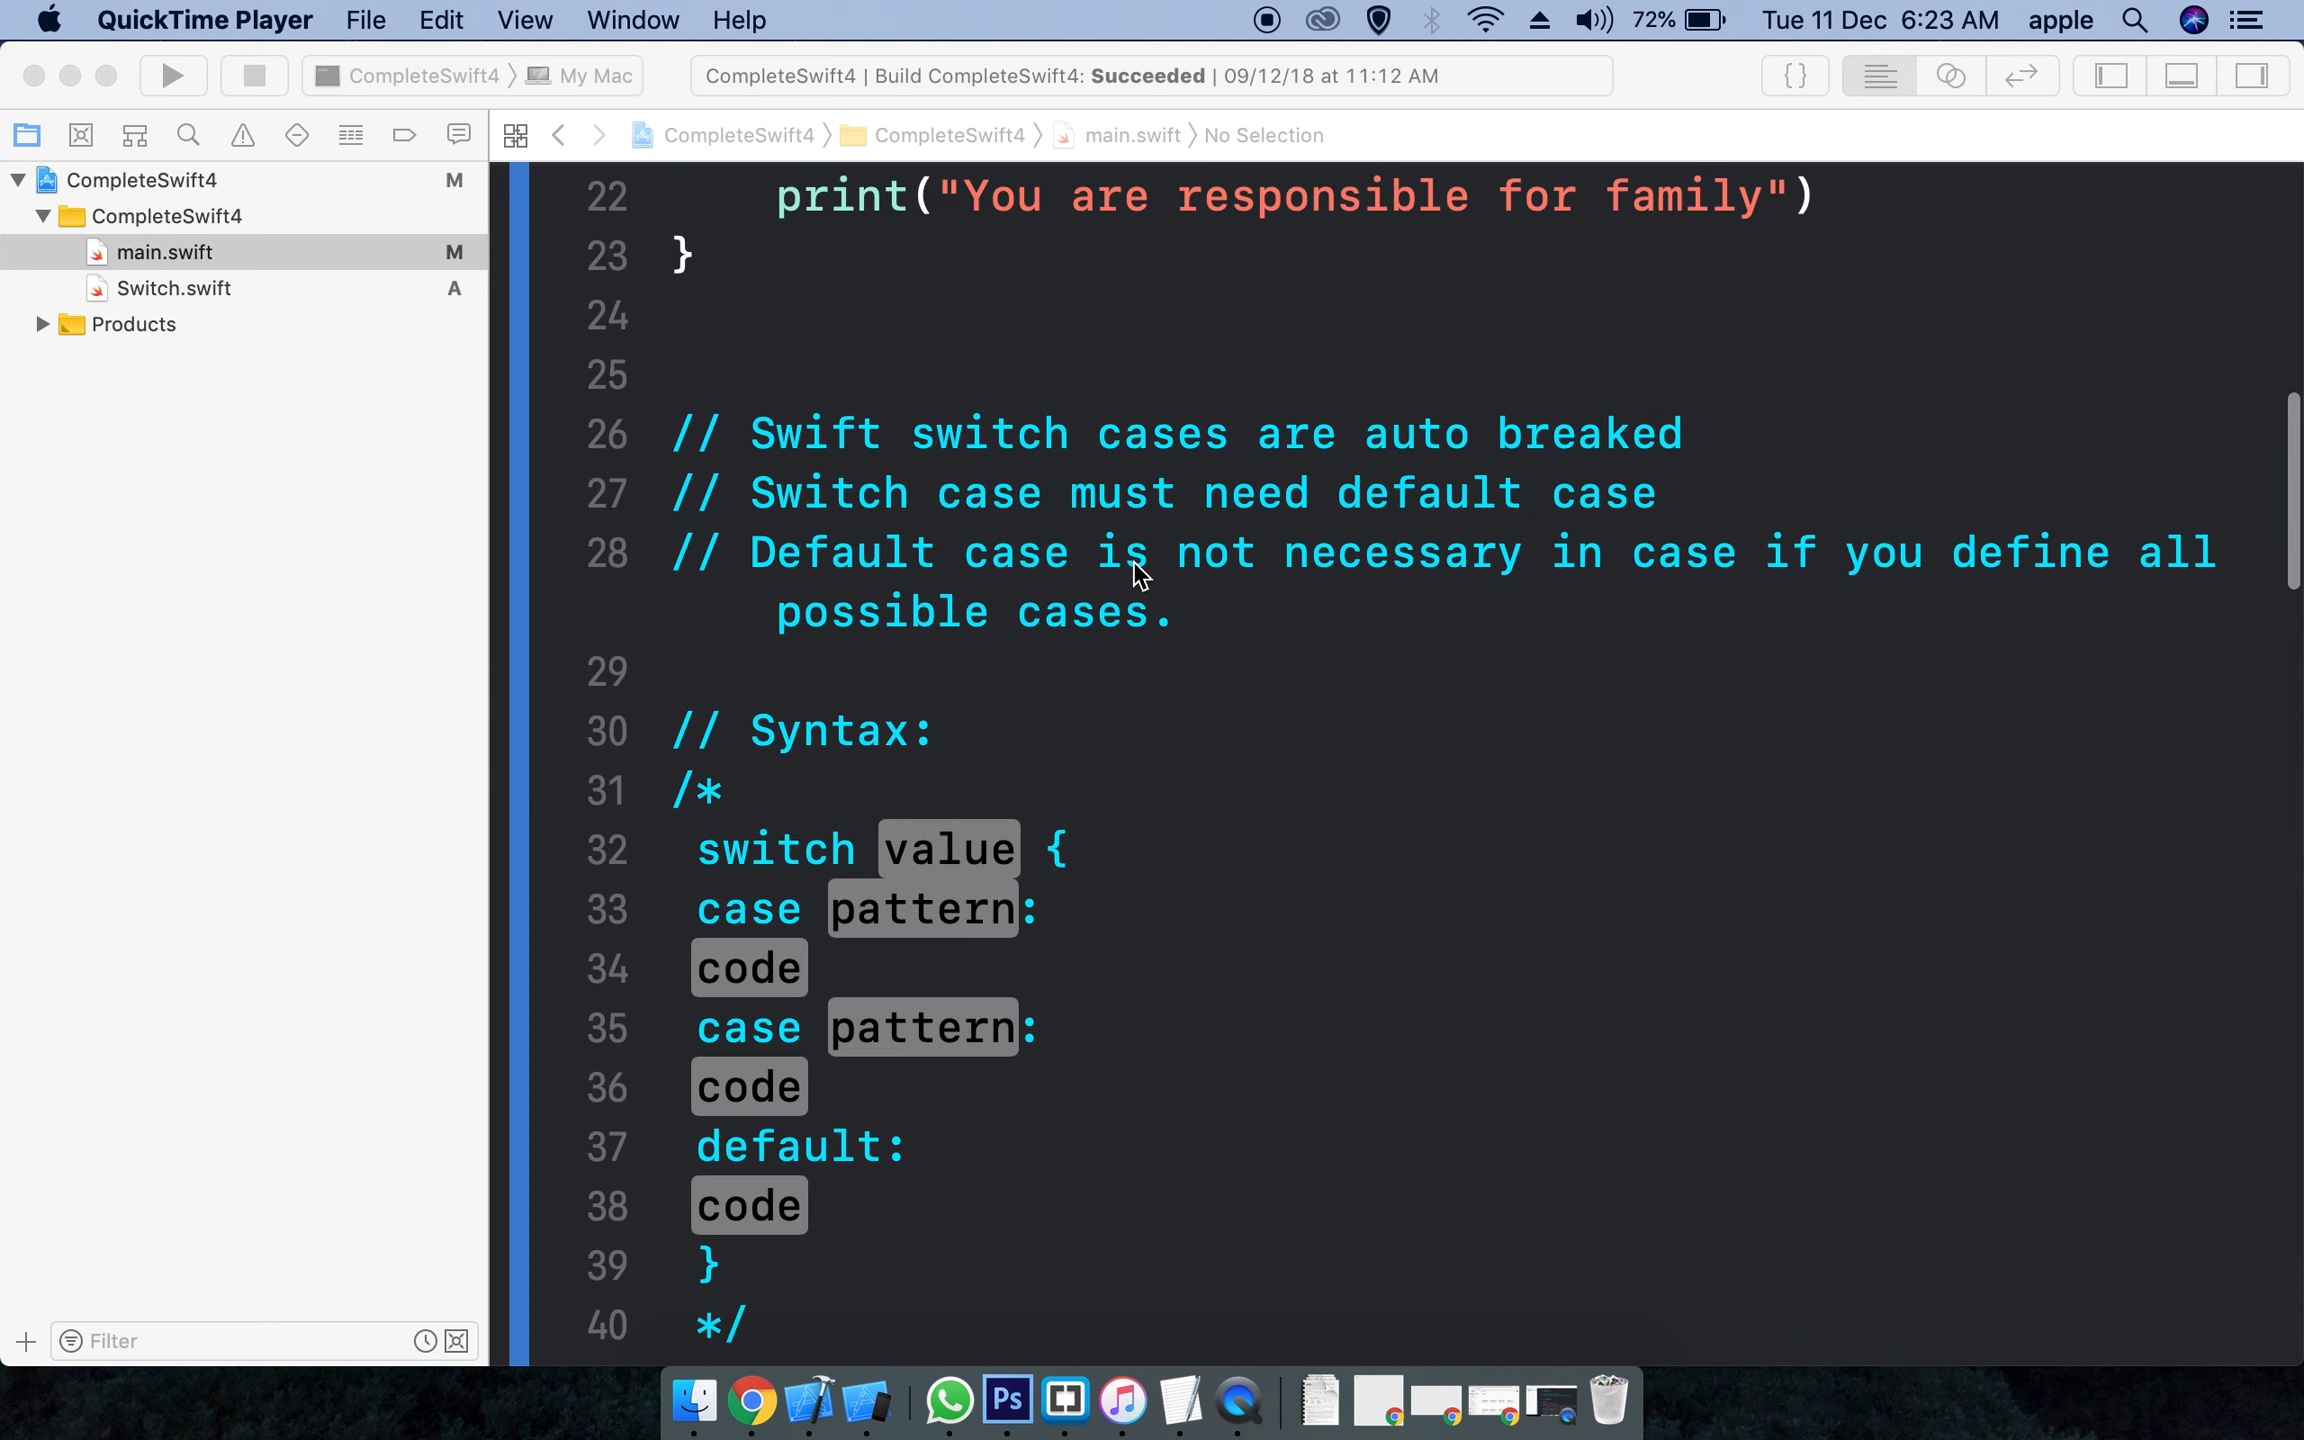 QuickTime Player File Edit View Window Help 72% Tue 11 Dec 6:23 AM apple
CompleteSwift4 My Mac CompleteSwift4 | Build CompleteSwift4: Succeeded | 09/12/18 at 11:12 AM { }
CompleteSwift4 CompleteSwift4 main.swift No Selection
CompleteSwift4 M
CompleteSwift4
main.swift M
Switch.swift A
Products
Filter
22 print("You are responsible for family")
23 }
24
25
26 // Swift switch cases are auto breaked
27 // Switch case must need default case
28 // Default case is not necessary in case if you define all
possible cases.
29
30 // Syntax:
31 /*
32 switch value {
33 case pattern:
34 code
35 case pattern:
36 code
37 default:
38 code
39 }
40 */
Ps